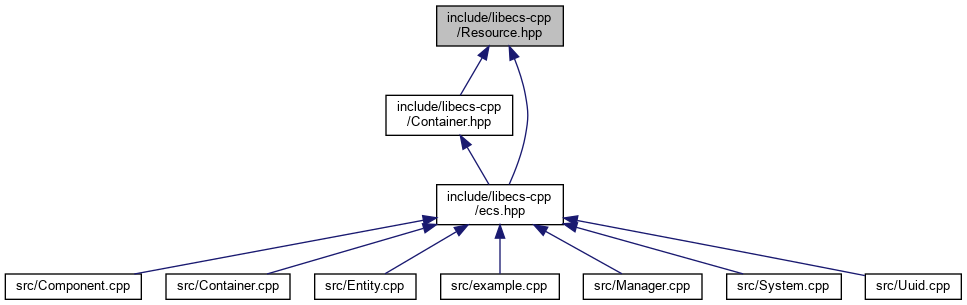 include/libecs-cpp
/Resource.hpp
include/libecs-cpp
/Container.hpp
include/libecs-cpp
/ecs.hpp
src/Component.cpp
src/Container.cpp
src/Entity.cpp
src/example.cpp
src/Manager.cpp
src/System.cpp
src/Uuid.cpp